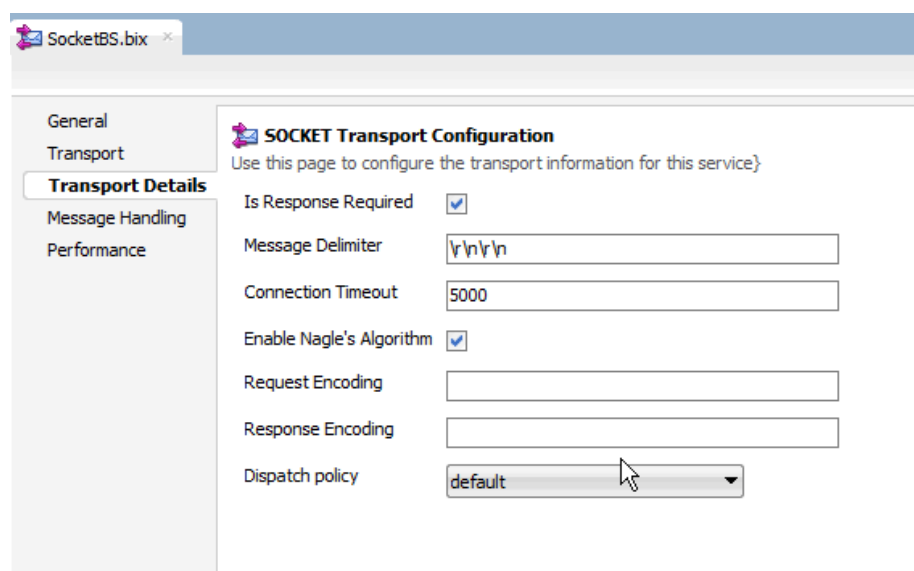 SocketBS.bix
General
Transport
Transport Details
Message Handling
Performance
SOCKET Transport Configuration
Use this page to configure the transport information for this service}
Is Response Required
Message Delimiter \r\n\r\n
Connection Timeout 5000
Enable Nagle's Algorithm
Request Encoding
Response Encoding
Dispatch policy default